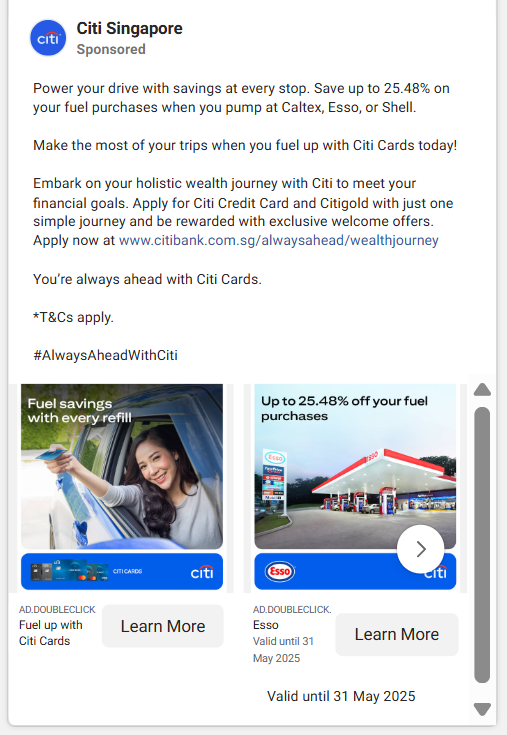 citi
Citi Singapore
Sponsored
Power your drive with savings at every stop. Save up to 25.48% on
your fuel purchases when you pump at Caltex, Esso, or Shell.
Make the most of your trips when you fuel up with Citi Cards today!
Embark on your holistic wealth journey with Citi to meet your
financial goals. Apply for Citi Credit Card and Citigold with just one
simple journey and be rewarded with exclusive welcome offers.
Apply now at www.citibank.com.sg/alwaysahead/wealthjourney
You’re always ahead with Citi Cards.
*T&Cs apply.
#AlwaysAheadWithCiti
Fuel savings
with every refill
CITI CARDS
citi
AD.DOUBLECLICK
Fuel up with
Citi Cards
Learn More
Up to 25.48% off your fuel
purchases
Esso
ESSO
Esso
citi
AD.DOUBLECLICK.
Esso
Valid until 31
May 2025
Learn More
Valid until 31 May 2025